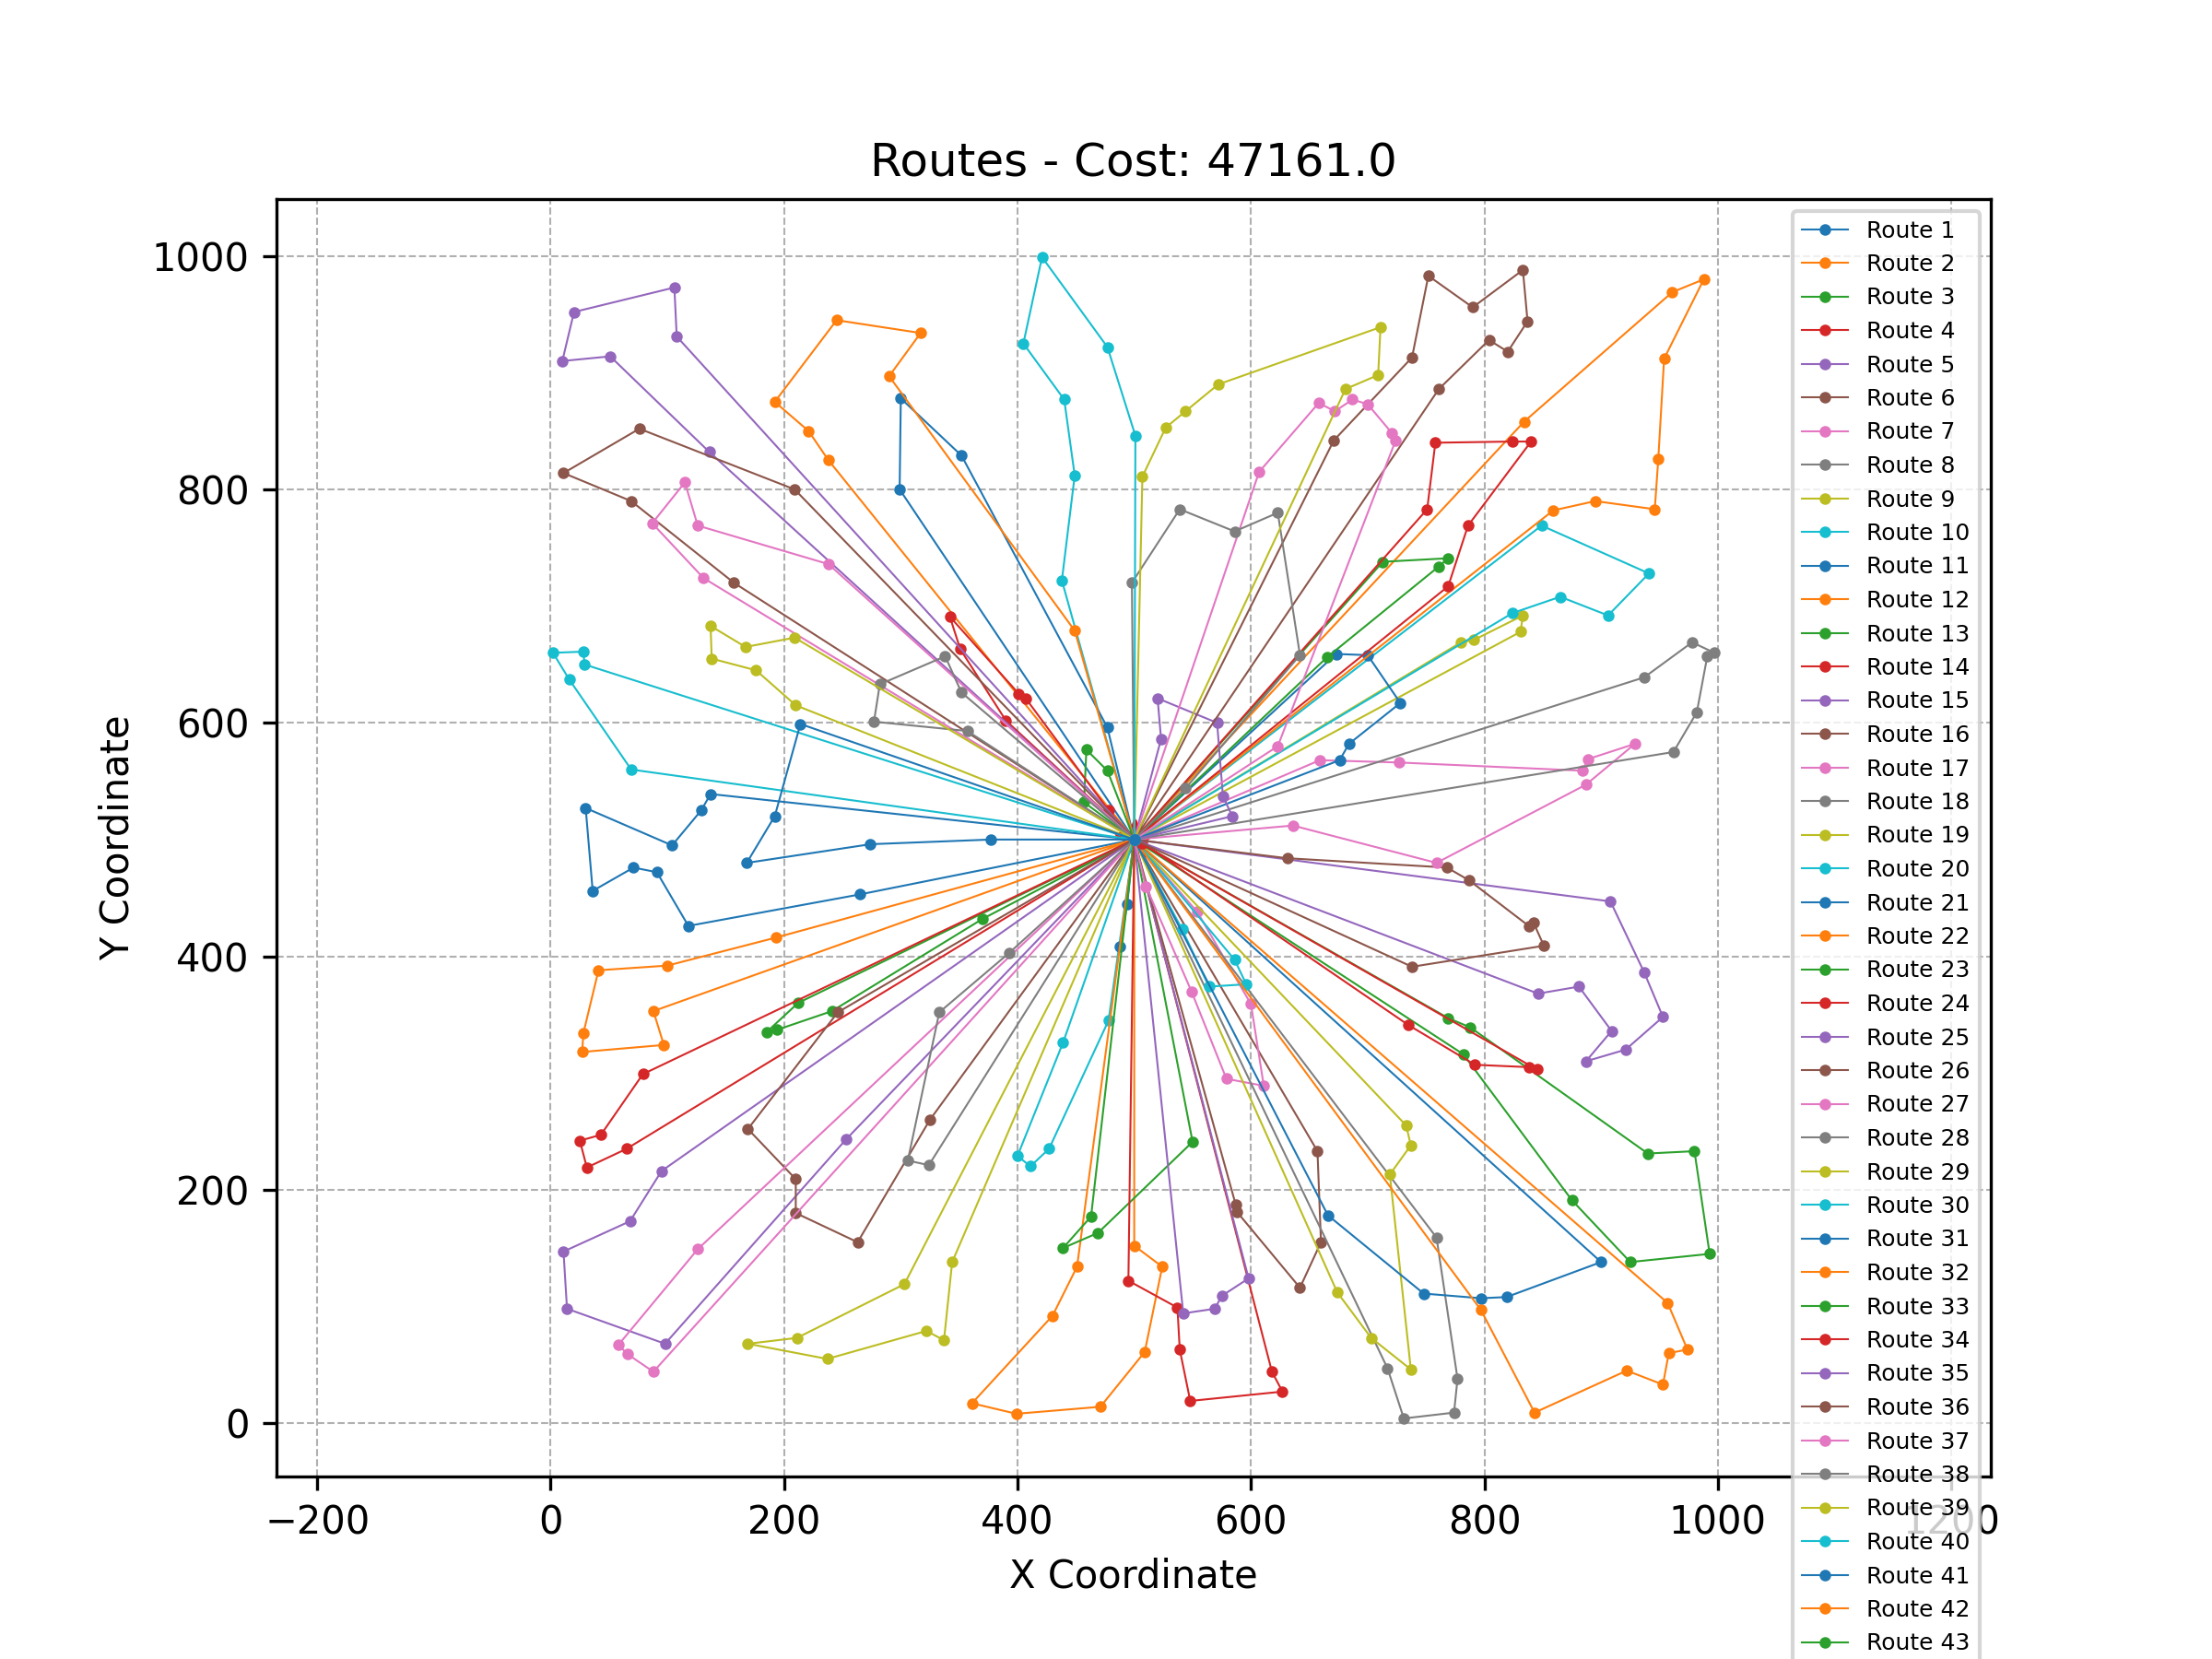 Routes - Cost: 47161.0
Y Coordinate
1000
800
600
400
200
0
−200
0
200
400
600
800
1000
1200
X Coordinate
Route 1
Route 2
Route 3
Route 4
Route 5
Route 6
Route 7
Route 8
Route 9
Route 10
Route 11
Route 12
Route 13
Route 14
Route 15
Route 16
Route 17
Route 18
Route 19
Route 20
Route 21
Route 22
Route 23
Route 24
Route 25
Route 26
Route 27
Route 28
Route 29
Route 30
Route 31
Route 32
Route 33
Route 34
Route 35
Route 36
Route 37
Route 38
Route 39
Route 40
Route 41
Route 42
Route 43